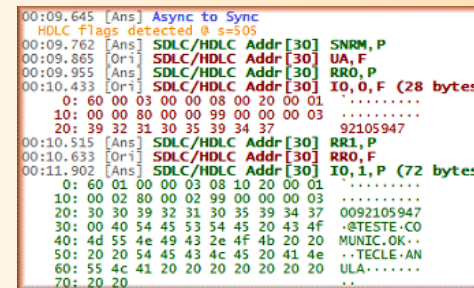 00:09.645 [Ans] Async to Sync
HDLC flags detected @ s=505
00:09.762 [Ans] SDLC/HDLC Addr[30] SNRM,P
00:09.865 [Ori] SDLC/HDLC Addr[30] UA,F
00:09.955 [Ans] SDLC/HDLC Addr[30] RR0,P
00:10.433 [Ori] SDLC/HDLC Addr[30] I0,0,F (28 bytes
0: 60 00 03 00 00 08 00 20 00 01 `·········
10: 00 00 80 00 00 99 00 00 00 03 ··········
20: 39 32 31 30 35 39 34 37 92105947
00:10.515 [Ans] SDLC/HDLC Addr[30] RR1,P
00:10.633 [Ori] SDLC/HDLC Addr[30] RR0,F
00:11.902 [Ans] SDLC/HDLC Addr[30] I0,1,P (72 bytes
0: 60 01 00 00 03 08 10 20 00 01 `·········
10: 00 02 80 00 02 99 00 00 00 03 ··········
20: 30 30 39 32 31 30 35 39 34 37 0092105947
30: 00 40 54 45 53 54 45 20 43 4f ·@TESTE·CO
40: 4d 55 4e 49 43 2e 4f 4b 20 20 MUNIC.OK··
50: 20 20 54 45 43 4c 45 20 41 4e ··TECLE·AN
60: 55 4c 41 20 20 20 20 20 20 20 ULA·······
70: 20 20 ··